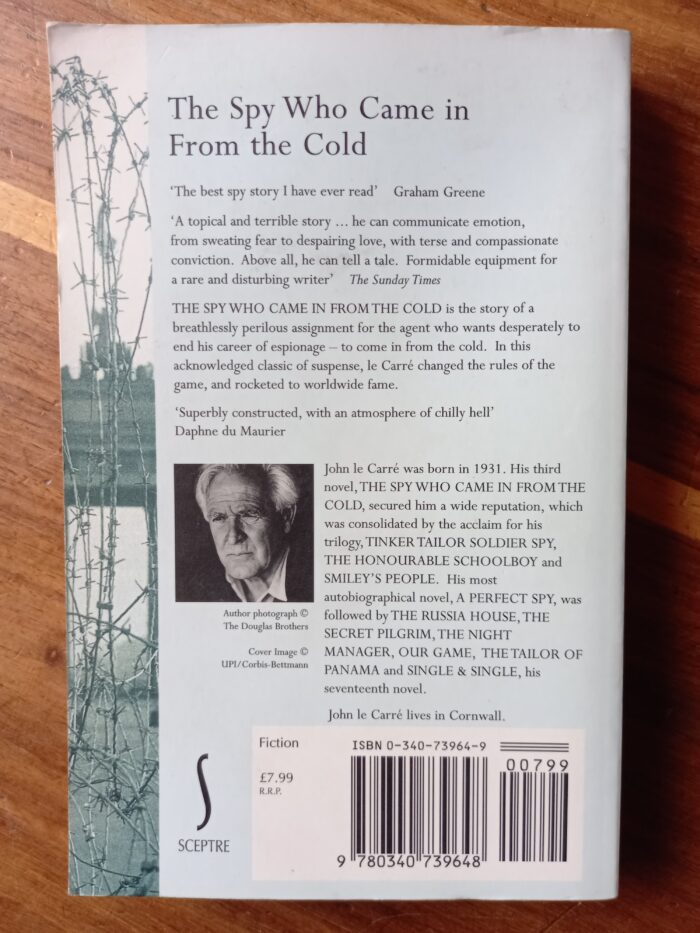 The Spy Who Came in
From the Cold
‘The best spy story I have ever read’ Graham Greene
‘A topical and terrible story ... he can communicate emotion,
from sweating fear to despairing love, with terse and compassionate
conviction. Above all, he can tell a tale. Formidable equipment for
a rare and disturbing writer’ The Sunday Times
THE SPY WHO CAME IN FROM THE COLD is the story of a
breathlessly perilous assignment for the agent who wants desperately to
end his career of espionage – to come in from the cold. In this
acknowledged classic of suspense, le Carré changed the rules of the
game, and rocketed to worldwide fame.
‘Superbly constructed, with an atmosphere of chilly hell’
Daphne du Maurier
John le Carré was born in 1931. His third
novel, THE SPY WHO CAME IN FROM THE
COLD, secured him a wide reputation, which
was consolidated by the acclaim for his
trilogy, TINKER TAILOR SOLDIER SPY,
THE HONOURABLE SCHOOLBOY and
SMILEY'S PEOPLE. His most
autobiographical novel, A PERFECT SPY, was
followed by THE RUSSIA HOUSE, THE
SECRET PILGRIM, THE NIGHT
MANAGER, OUR GAME, THE TAILOR OF
PANAMA and SINGLE & SINGLE, his
seventeenth novel.
John le Carré lives in Cornwall.
Author photograph ©
The Douglas Brothers
Cover Image ©
UPI/Corbis-Bettmann
SCEPTRE
Fiction
£7.99
R.R.P.
ISBN 0-340-73964-9
00799
9 780340 739648